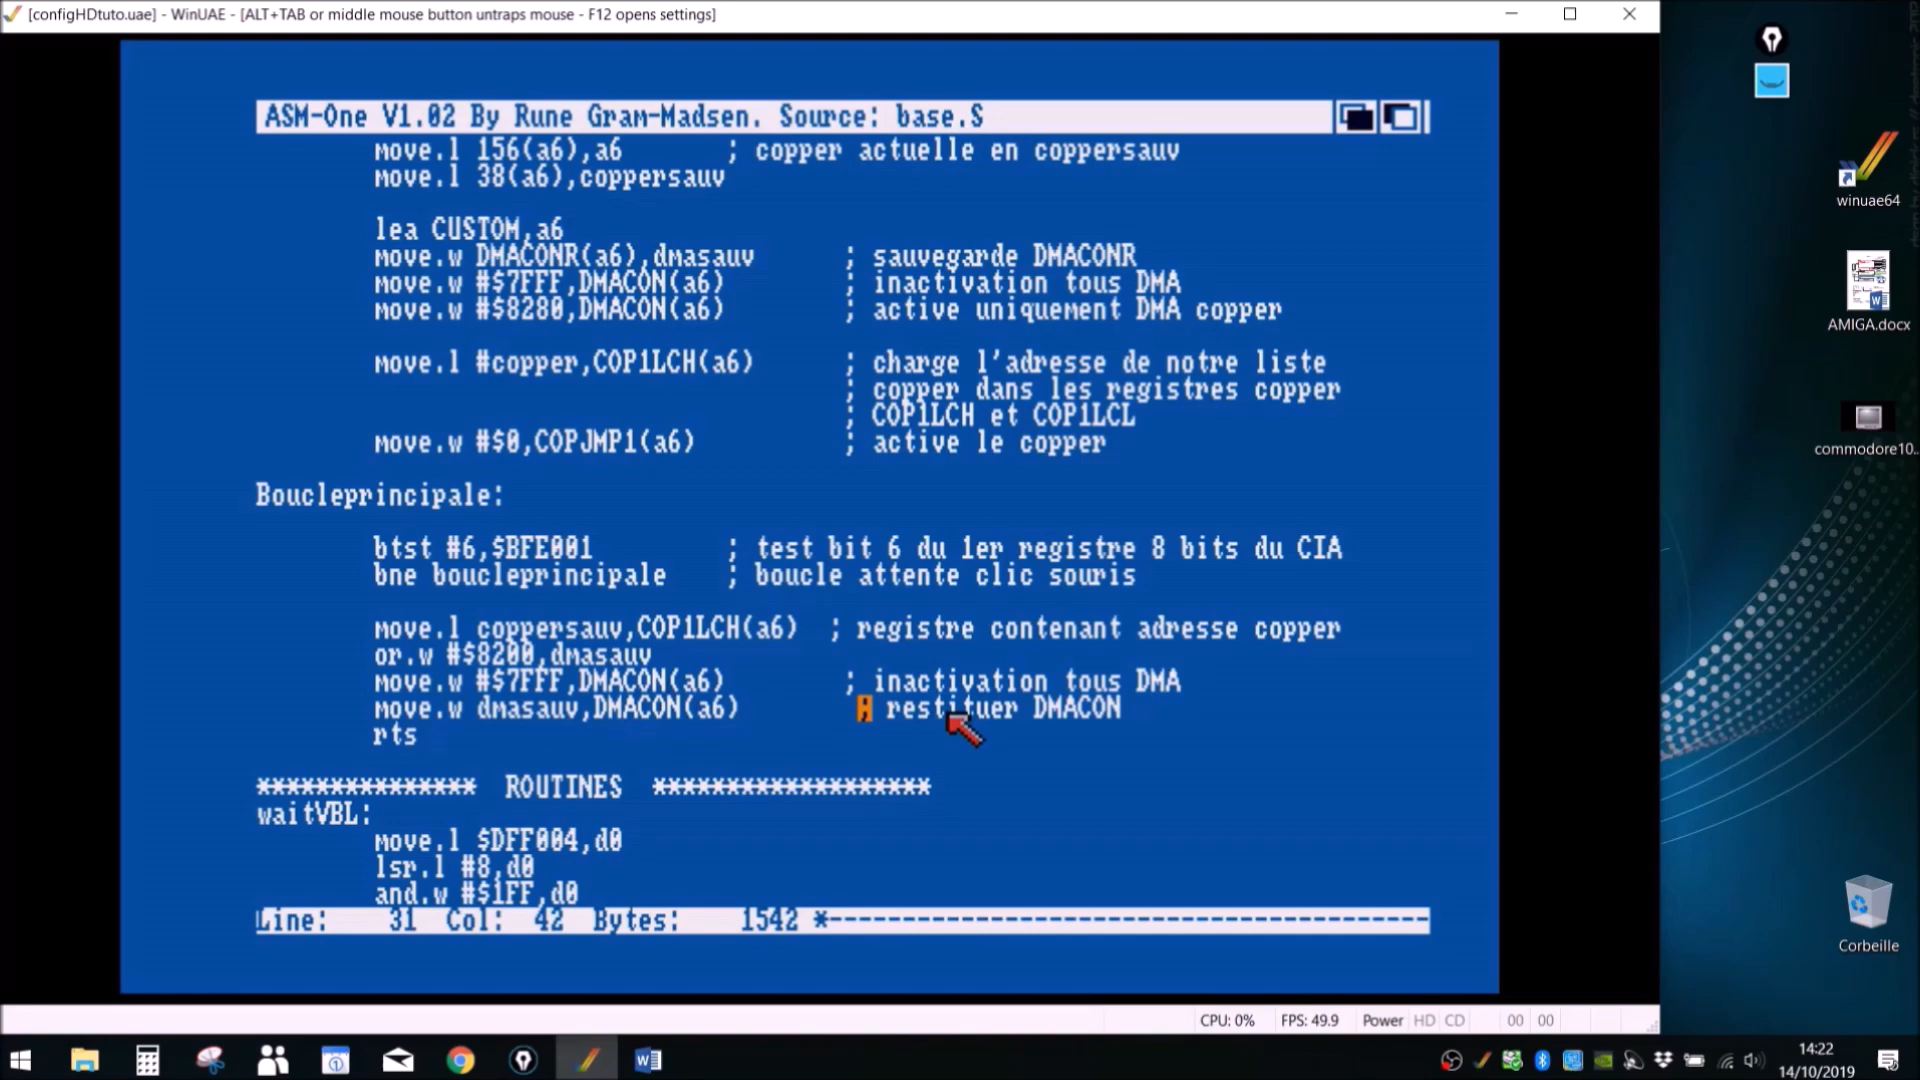 [configHDtuto.uae] - WinUAE - [ALT+TAB or middle mouse button untraps mouse - F12 opens settings]
ASM-One V1.02 By Rune Gram-Madsen. Source: base.S
move.l 156(a6),a6 ; copper actuelle en coppersauv
move.l 38(a6),coppersauv
lea CUSTOM,a6
move.w DMACONR(a6),dmasauv ; sauvegarde DMACONR
move.w #$7FFF,DMACON(a6) ; inactivation tous DMA
move.w #$8280,DMACON(a6) ; active uniquement DMA copper
move.l #copper,COP1LCH(a6) ; charge l'adresse de notre liste
; copper dans les registres copper
; COP1LCH et COP1LCL
move.w #$0,COPJMP1(a6) ; active le copper
Boucleprincipale:
btst #6,$BFE001 ; test bit 6 du 1er registre 8 bits du CIA
bne boucleprincipale ; boucle attente clic souris
move.l coppersauv,COP1LCH(a6) ; registre contenant adresse copper
or.w #$8200,dmasauv
move.w #$7FFF,DMACON(a6) ; inactivation tous DMA
move.w dmasauv,DMACON(a6) ; restituer DMACON
rts
*************** ROUTINES *******************
waitVBL:
move.l $DFF004,d0
lsr.l #8,d0
and.w #$1FF,d0
Line: 31 Col: 42 Bytes: 1542 *-----------------------------------------
CPU: 0% FPS: 49.9 Power HD CD 00 00
winuae64
AMIGA.docx
commodore10...
Corbeille
14:22
14/10/2019